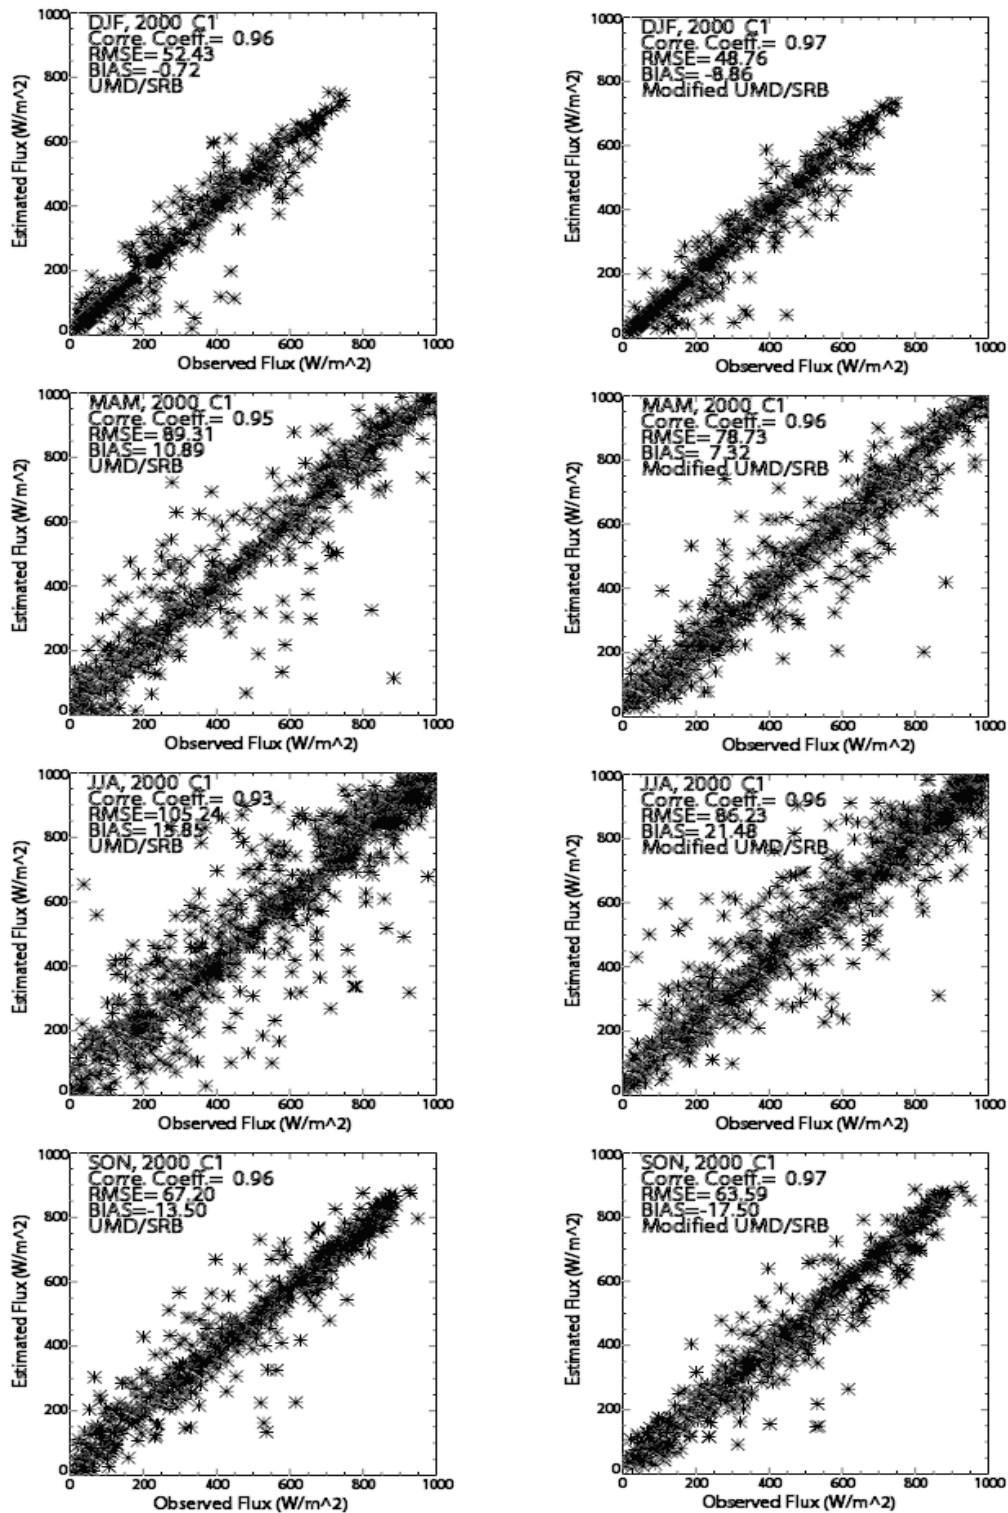 1000
DJF, 2000 C1
Corre. Coeff.= 0.96
RMSE= 52.43
BIAS= -0.72
UMD/SRB
800
600
400
200
0
Estimated Flux (W/m^2)
0 200 400 600 800 1000
Observed Flux (W/m^2)
1000
DJF, 2000 C1
Corre. Coeff.= 0.97
RMSE= 48.76
BIAS= -8.86
Modified UMD/SRB
800
600
400
200
0
Estimated Flux (W/m^2)
0 200 400 600 800 1000
Observed Flux (W/m^2)
1000
MAM, 2000 C1
Corre. Coeff.= 0.95
RMSE= 89.31
BIAS= 10.89
UMD/SRB
800
600
400
200
0
Estimated Flux (W/m^2)
0 200 400 600 800 1000
Observed Flux (W/m^2)
1000
MAM, 2000 C1
Corre. Coeff.= 0.96
RMSE= 78.73
BIAS= 7.32
Modified UMD/SRB
800
600
400
200
0
Estimated Flux (W/m^2)
0 200 400 600 800 1000
Observed Flux (W/m^2)
1000
JJA, 2000 C1
Corre. Coeff.= 0.93
RMSE=105.24
BIAS= 15.85
UMD/SRB
800
600
400
200
0
Estimated Flux (W/m^2)
0 200 400 600 800 1000
Observed Flux (W/m^2)
1000
JJA, 2000 C1
Corre. Coeff.= 0.96
RMSE= 86.23
BIAS= 21.48
Modified UMD/SRB
800
600
400
200
0
Estimated Flux (W/m^2)
0 200 400 600 800 1000
Observed Flux (W/m^2)
1000
SON, 2000 C1
Corre. Coeff.= 0.96
RMSE= 67.20
BIAS=-13.50
UMD/SRB
800
600
400
200
0
Estimated Flux (W/m^2)
0 200 400 600 800 1000
Observed Flux (W/m^2)
1000
SON, 2000 C1
Corre. Coeff.= 0.97
RMSE= 63.59
BIAS=-17.50
Modified UMD/SRB
800
600
400
200
0
Estimated Flux (W/m^2)
0 200 400 600 800 1000
Observed Flux (W/m^2)